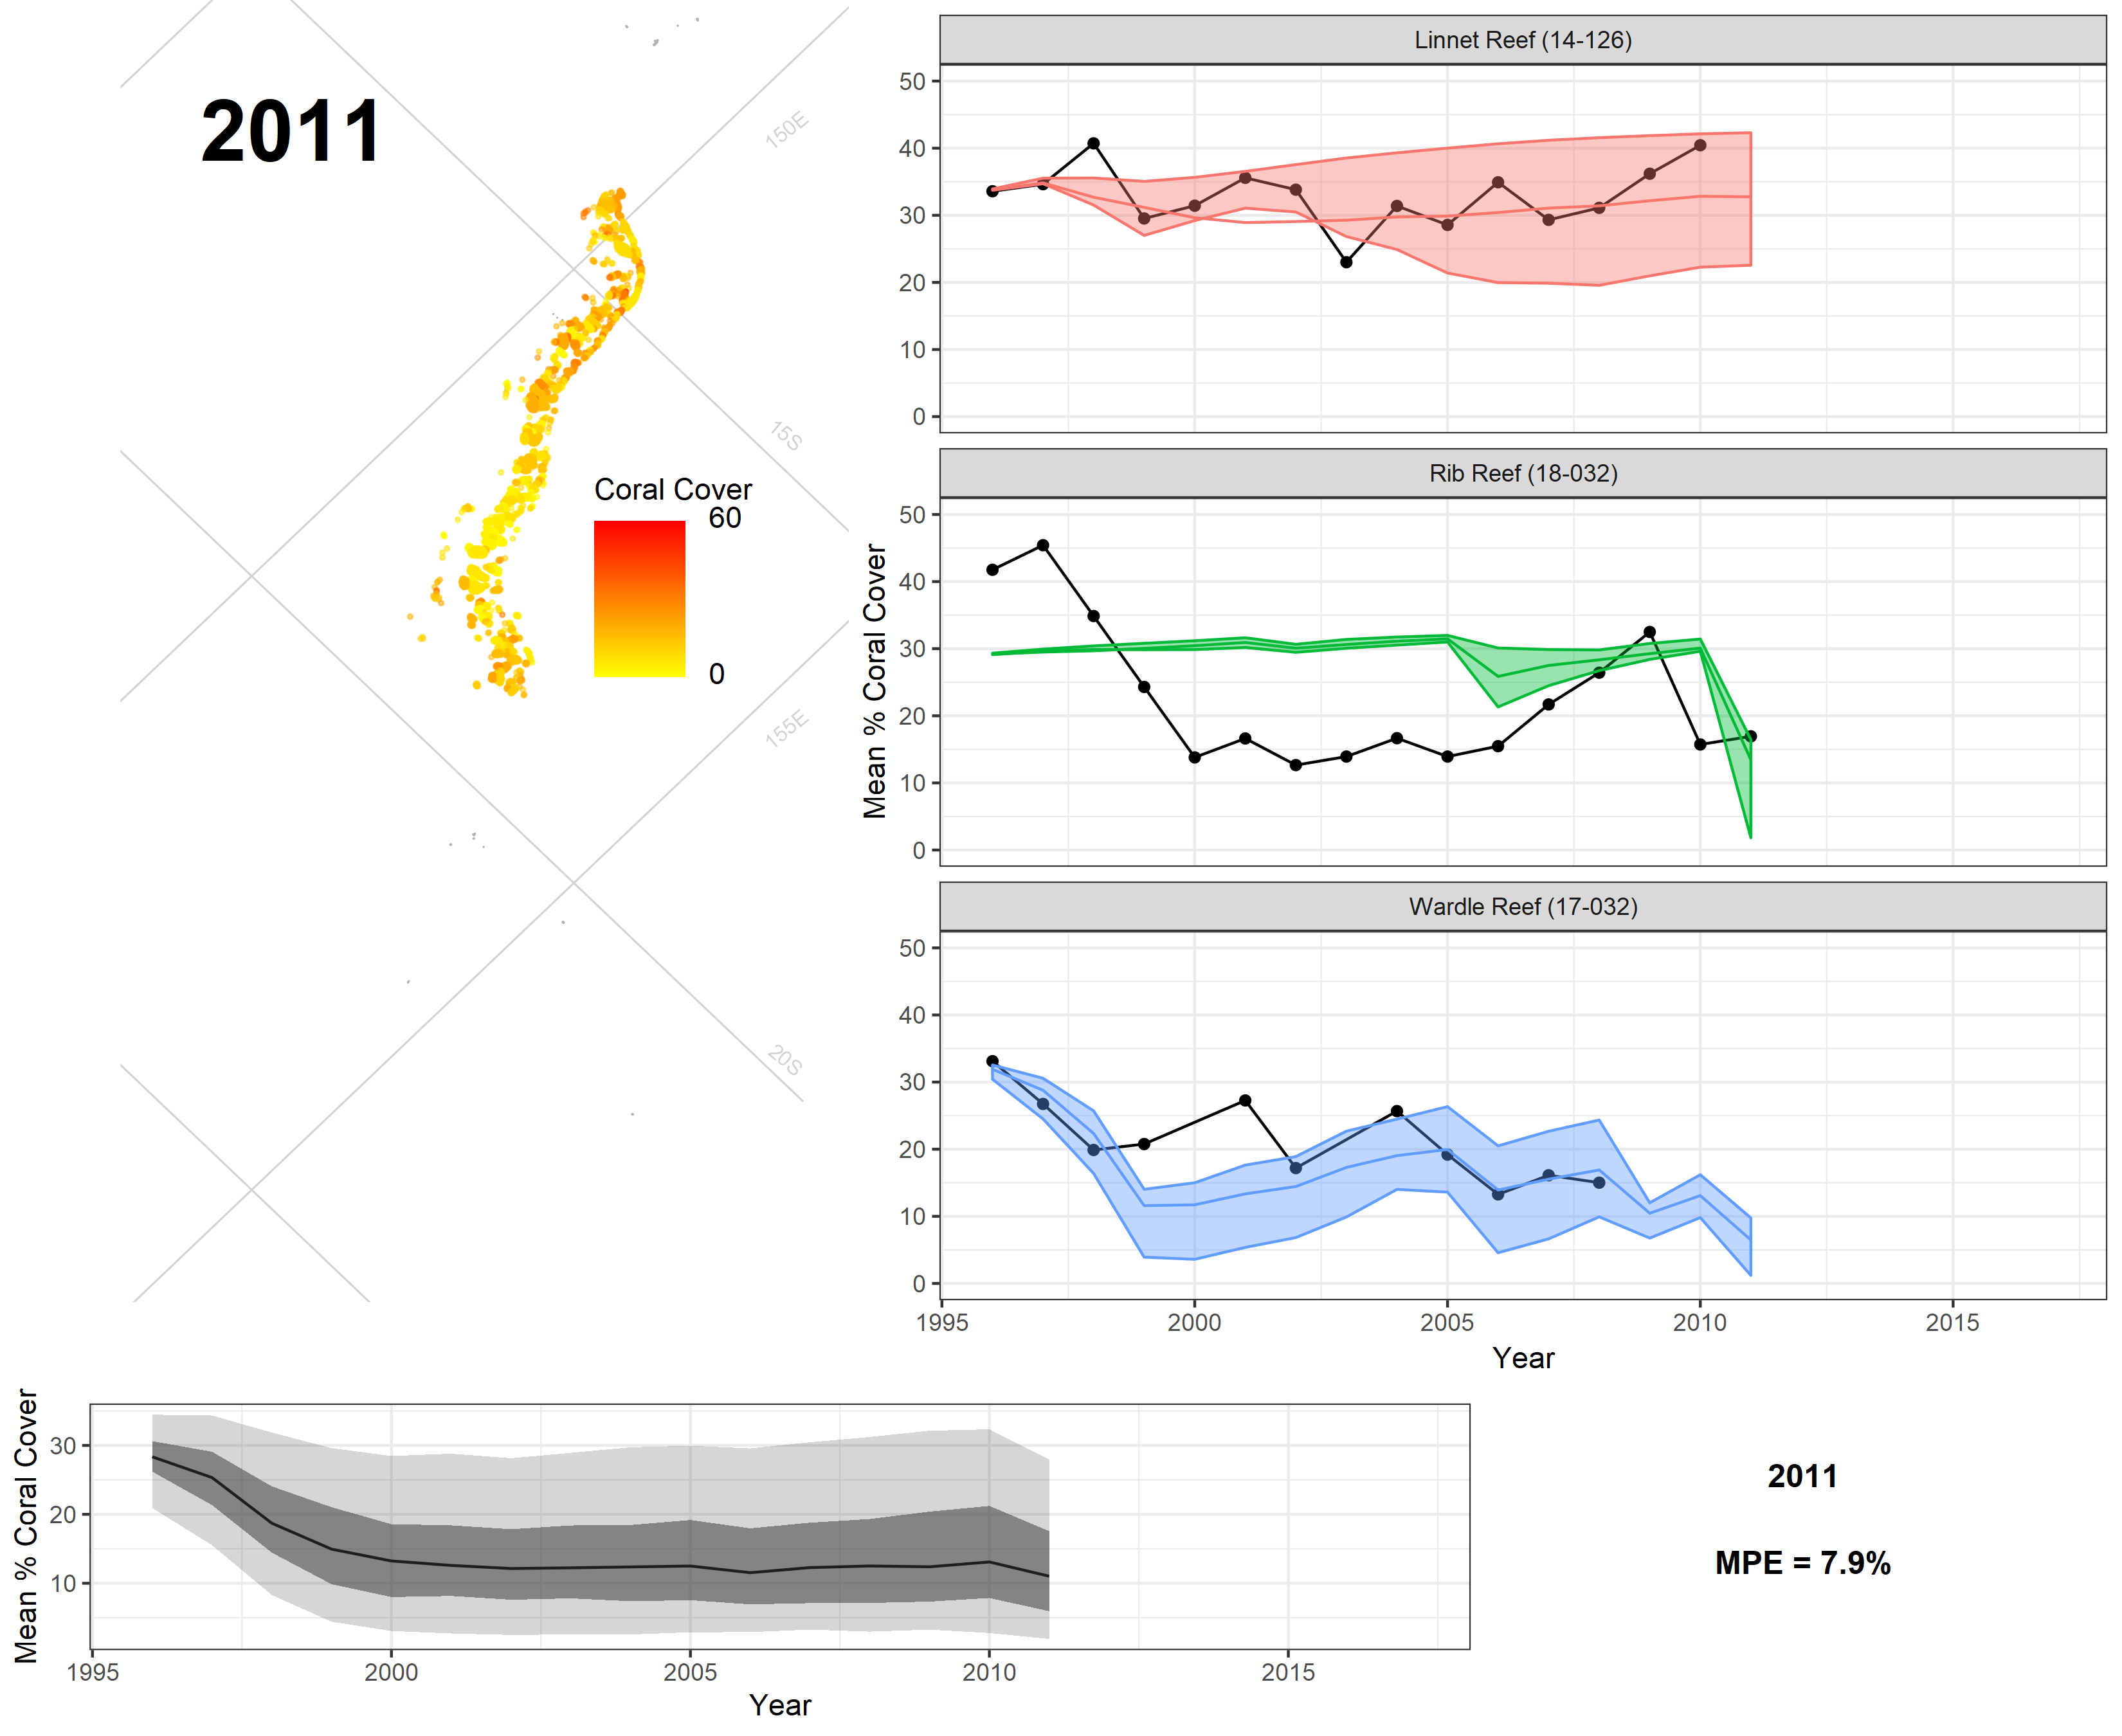 2011
150E
15S
155E
20S
Coral Cover
60
0
Linnet Reef (14-126)
50
40
30
20
10
0
Rib Reef (18-032)
50
40
30
20
10
0
Wardle Reef (17-032)
50
40
30
20
10
0
Mean % Coral Cover
1995 2000 2005 2010 2015
Year
Mean % Coral Cover
30
20
10
1995 2000 2005 2010 2015
Year
2011
MPE = 7.9%